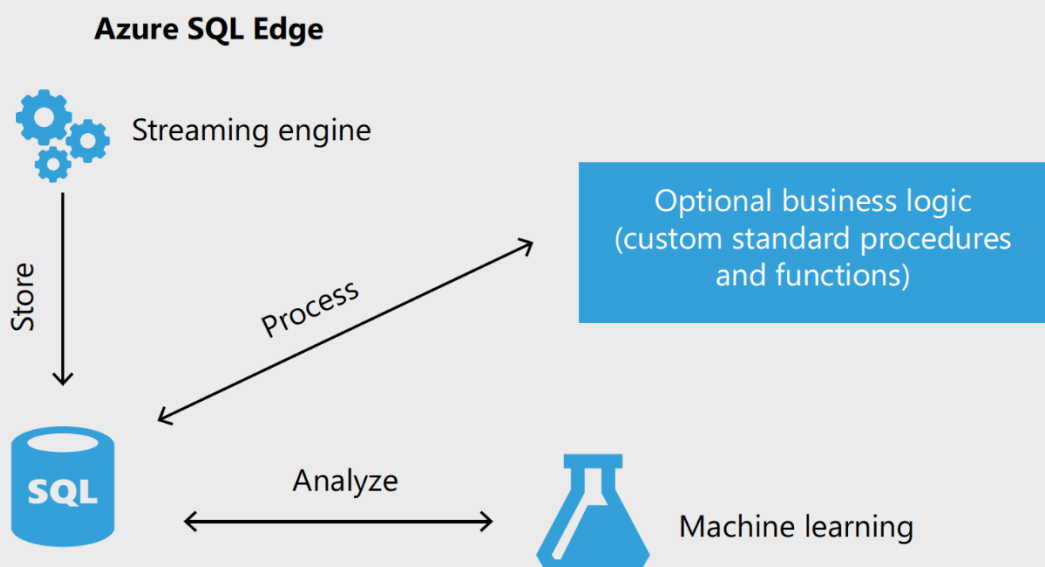 Azure SQL Edge
Streaming engine
Optional business logic
(custom standard procedures
and functions)
Store
Process
SQL
Analyze
Machine learning